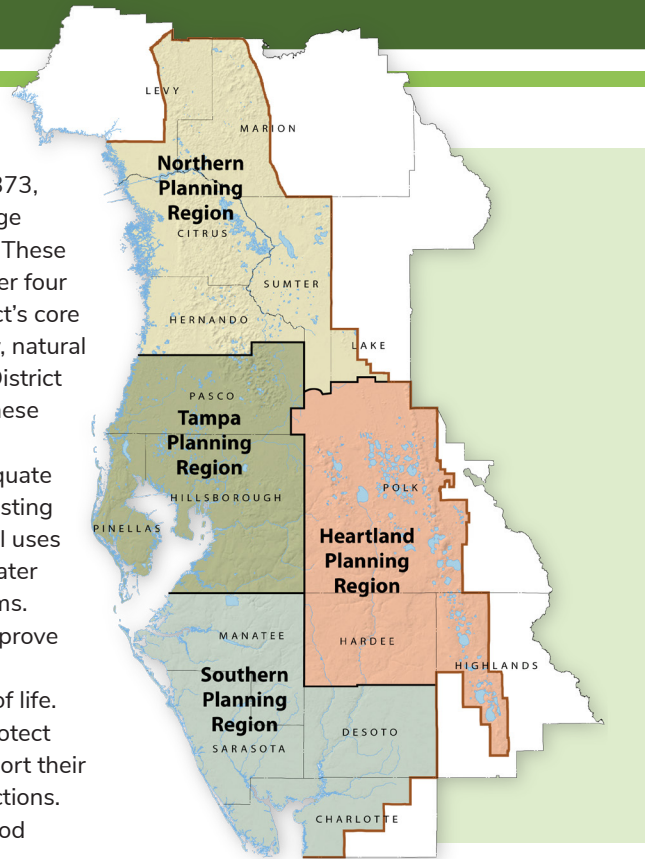 373,
ge
These
er four
ct's core
, natural
District
hese
quate
sting
l uses
ater
ms.
prove
of life.
otect
ort their
ctions.
od
LEVY
MARION
Northern
Planning
Region
CITRUS
SUMTER
HERNANDO
LAKE
PASCO
Tampa
Planning
Region
HILLSBOROUGH
PINELLAS
POLK
Heartland
Planning
Region
MANATEE
HARDEE
HIGHLANDS
Southern
Planning
Region
SARASOTA
DESOTO
CHARLOTTE